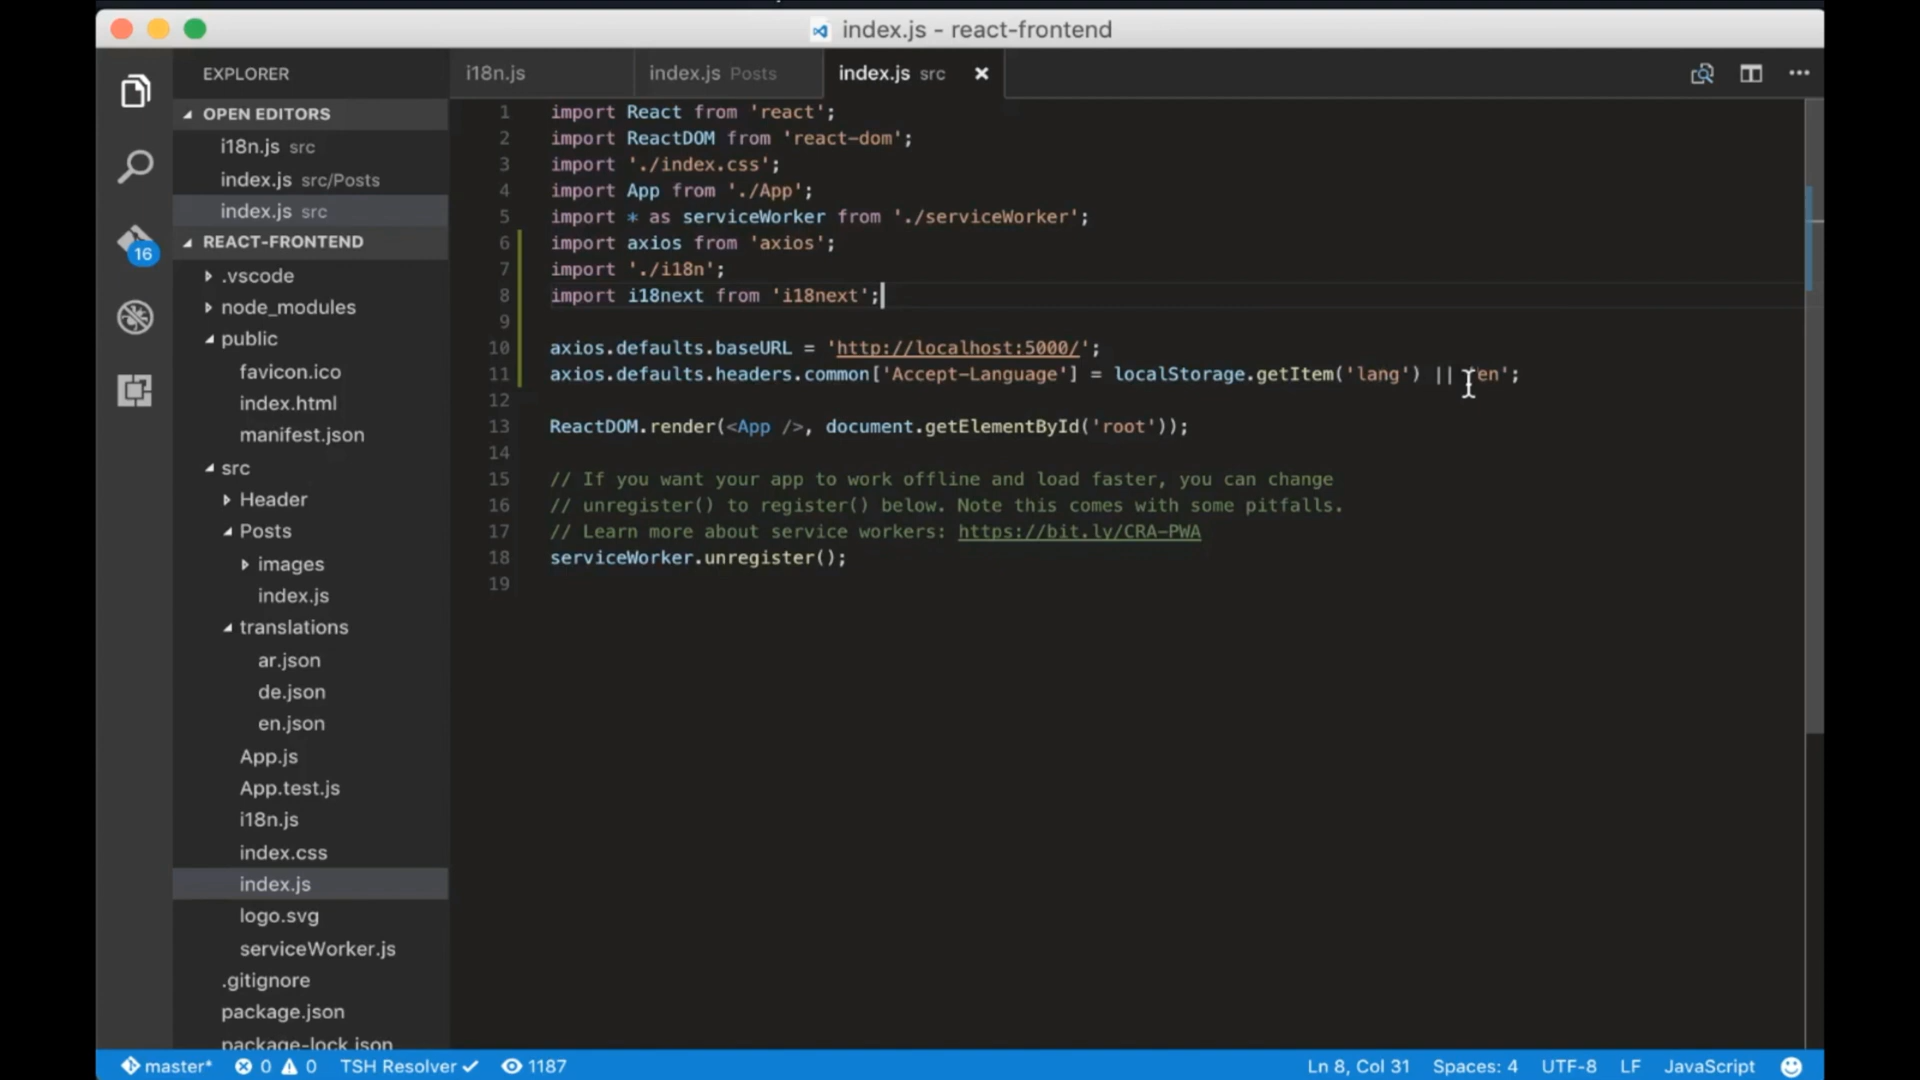 index.js - react-frontend
EXPLORER
OPEN EDITORS
i18n.js src
index.js src/Posts
index.js src
REACT-FRONTEND
.vscode
node_modules
public
favicon.ico
index.html
manifest.json
src
Header
Posts
images
index.js
translations
ar.json
de.json
en.json
App.js
App.test.js
i18n.js
index.css
index.js
logo.svg
serviceWorker.js
.gitignore
package.json
package-lock.json
16
i18n.js
index.js Posts
index.js src
1 import React from 'react';
2 import ReactDOM from 'react-dom';
3 import './index.css';
4 import App from './App';
5 import * as serviceWorker from './serviceWorker';
6 import axios from 'axios';
7 import './i18n';
8 import i18next from 'i18next';
9
10 axios.defaults.baseURL = 'http://localhost:5000/';
11 axios.defaults.headers.common['Accept-Language'] = localStorage.getItem('lang') || 'en';
12
13 ReactDOM.render(<App />, document.getElementById('root'));
14
15 // If you want your app to work offline and load faster, you can change
16 // unregister() to register() below. Note this comes with some pitfalls.
17 // Learn more about service workers: https://bit.ly/CRA-PWA
18 serviceWorker.unregister();
19
master* 0 0 TSH Resolver 1187 Ln 8, Col 31 Spaces: 4 UTF-8 LF JavaScript